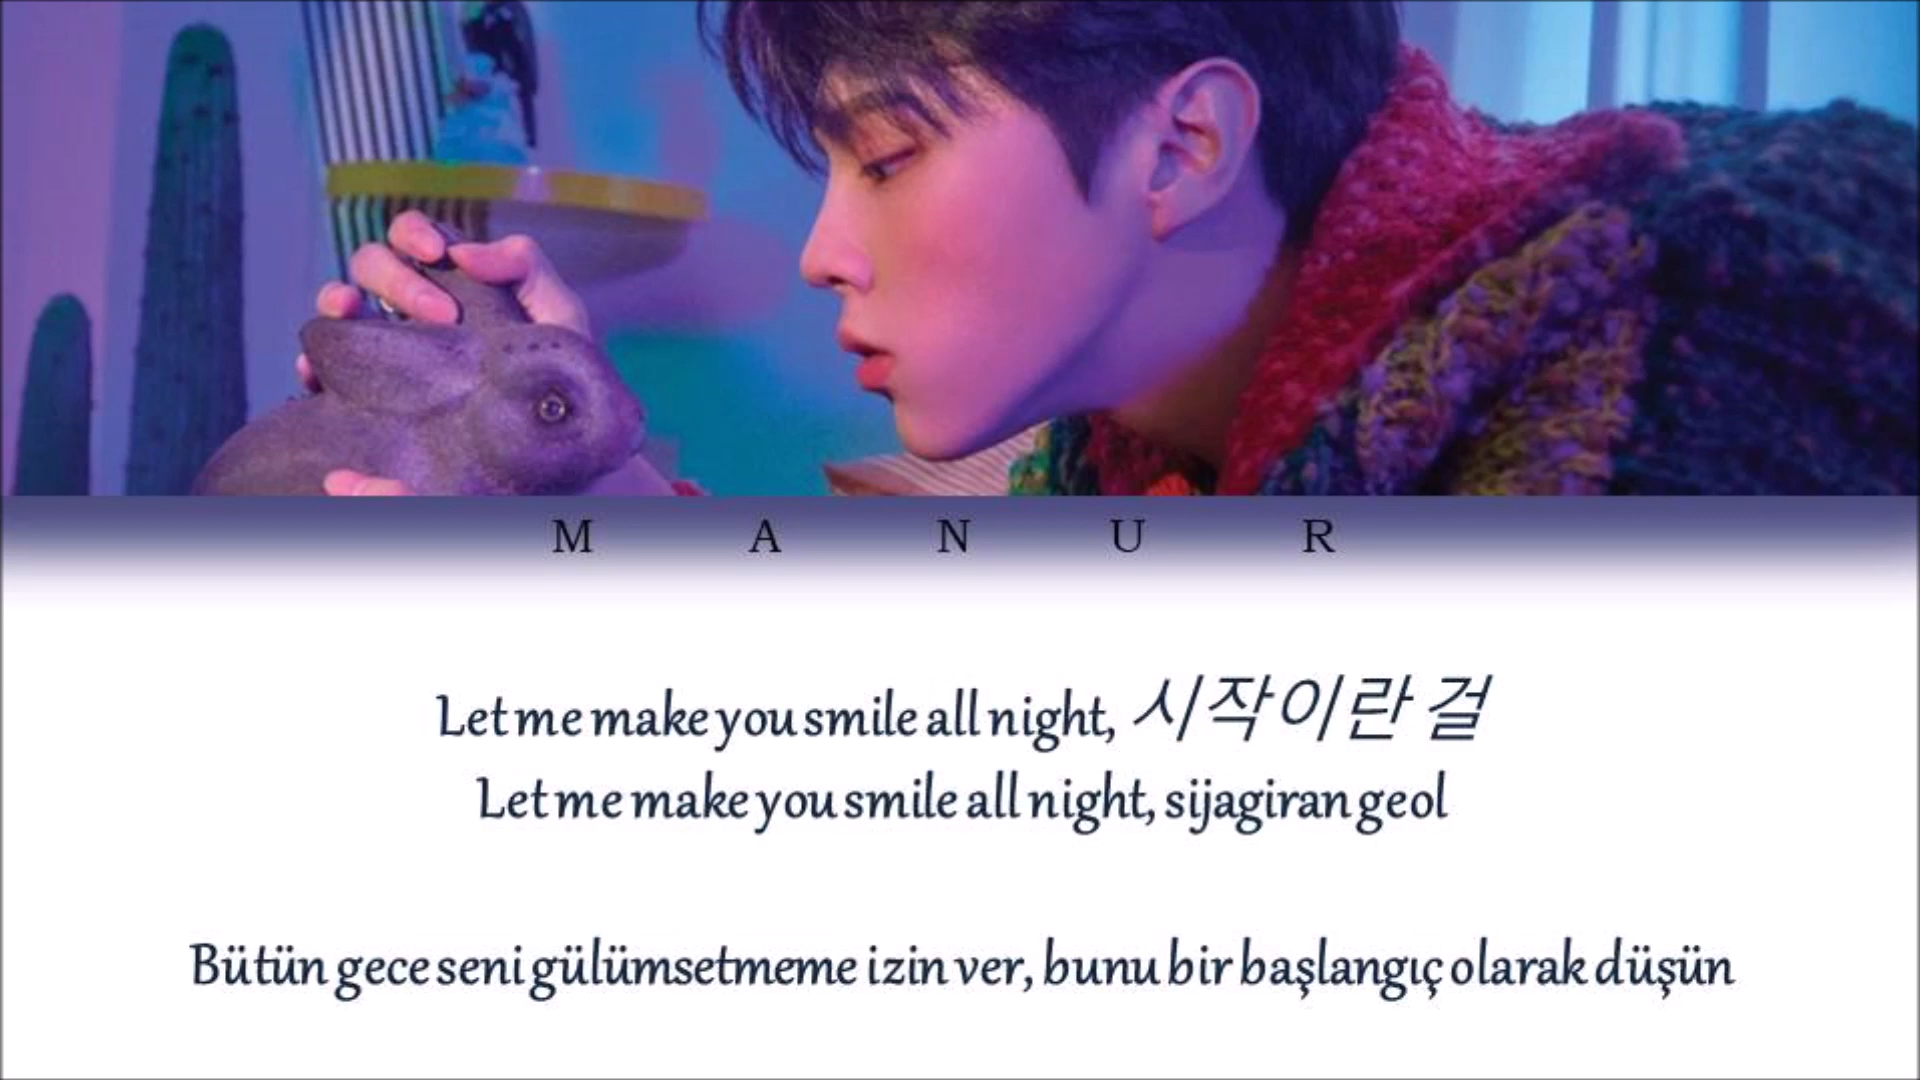 M A N U R
Let me make you smile all night, 시작이란 걸
Let me make you smile all night, sijagiran geol
Bütün gece seni gülümsetmeme izin ver, bunu bir başlangıç olarak düşün